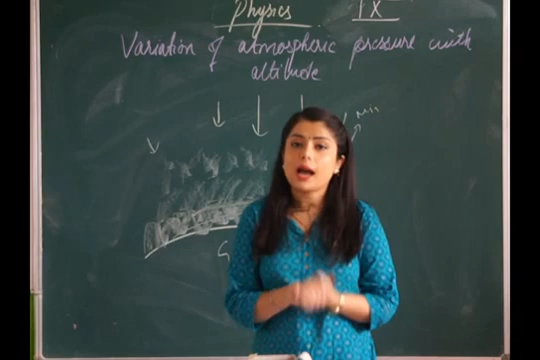 Physics IX
Variation of atmospheric pressure with
altitude